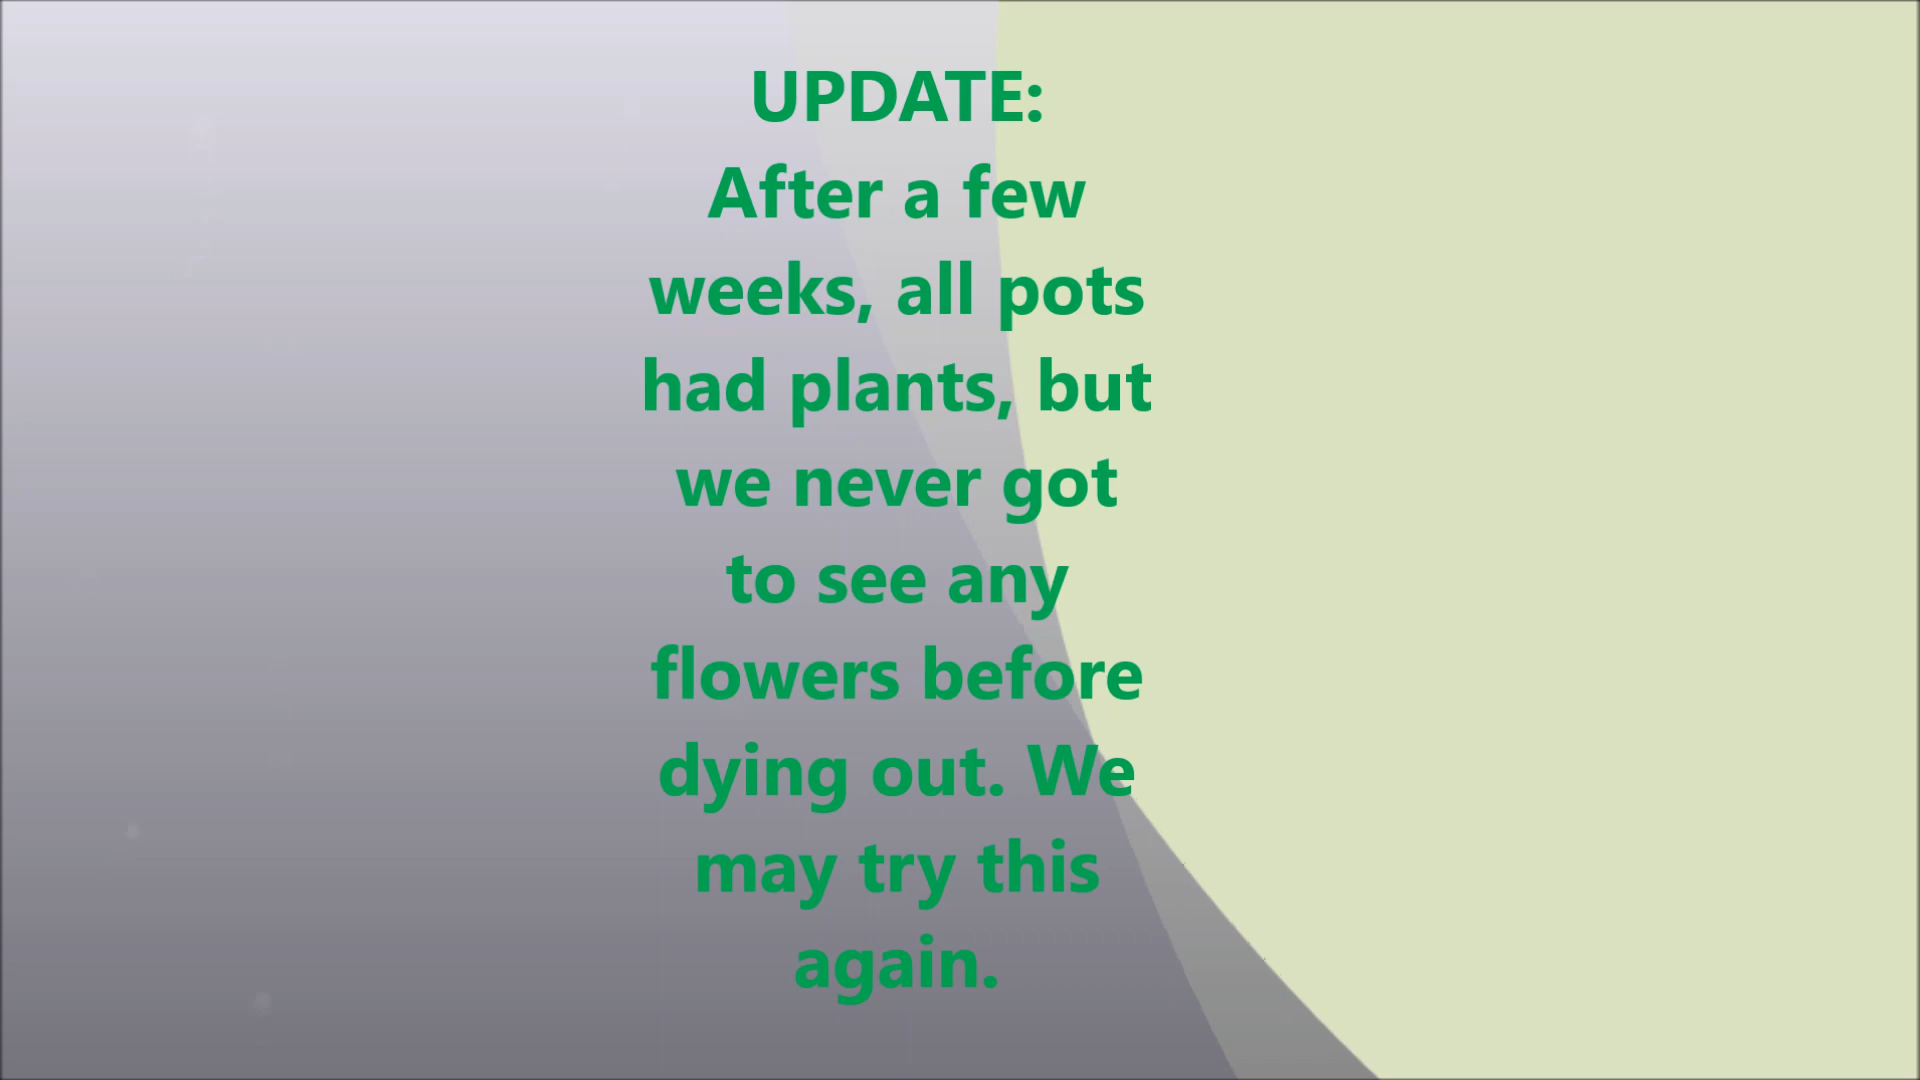 UPDATE:
After a few
weeks, all pots
had plants, but
we never got
to see any
flowers before
dying out. We
may try this
again.